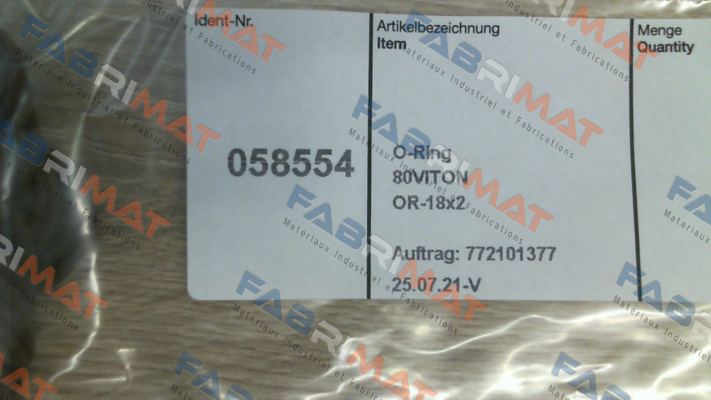 Ident-Nr.
Artikelbezeichnung
Item
Menge
Quantity
058554
O-Ring
80VITON
OR-18x2
Auftrag: 772101377
25.07.21-V
FABRIMAT
Matériaux Industriel et Fabrications